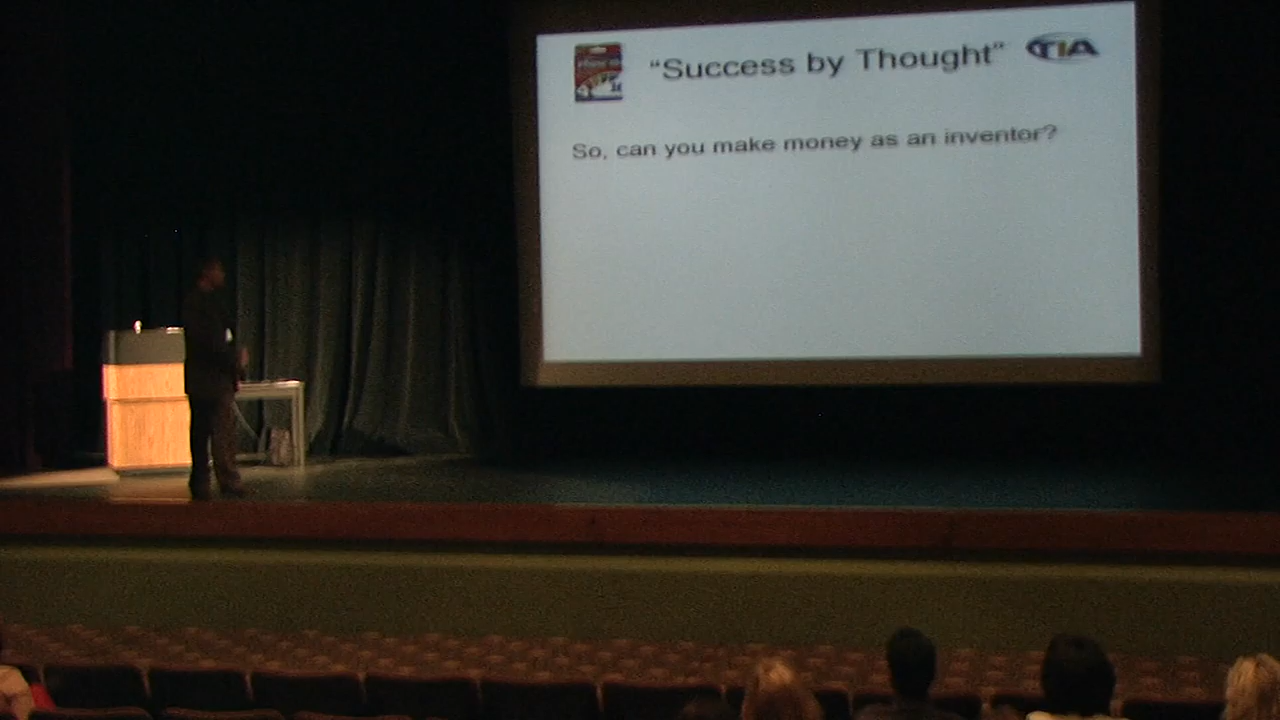 “Success by Thought”
TIA
So, can you make money as an inventor?